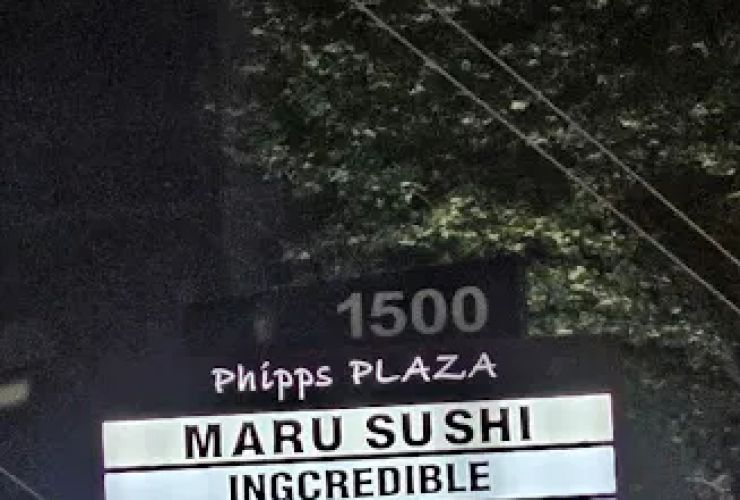 1500
Phipps PLAZA
MARU SUSHI
INGCREDIBLE